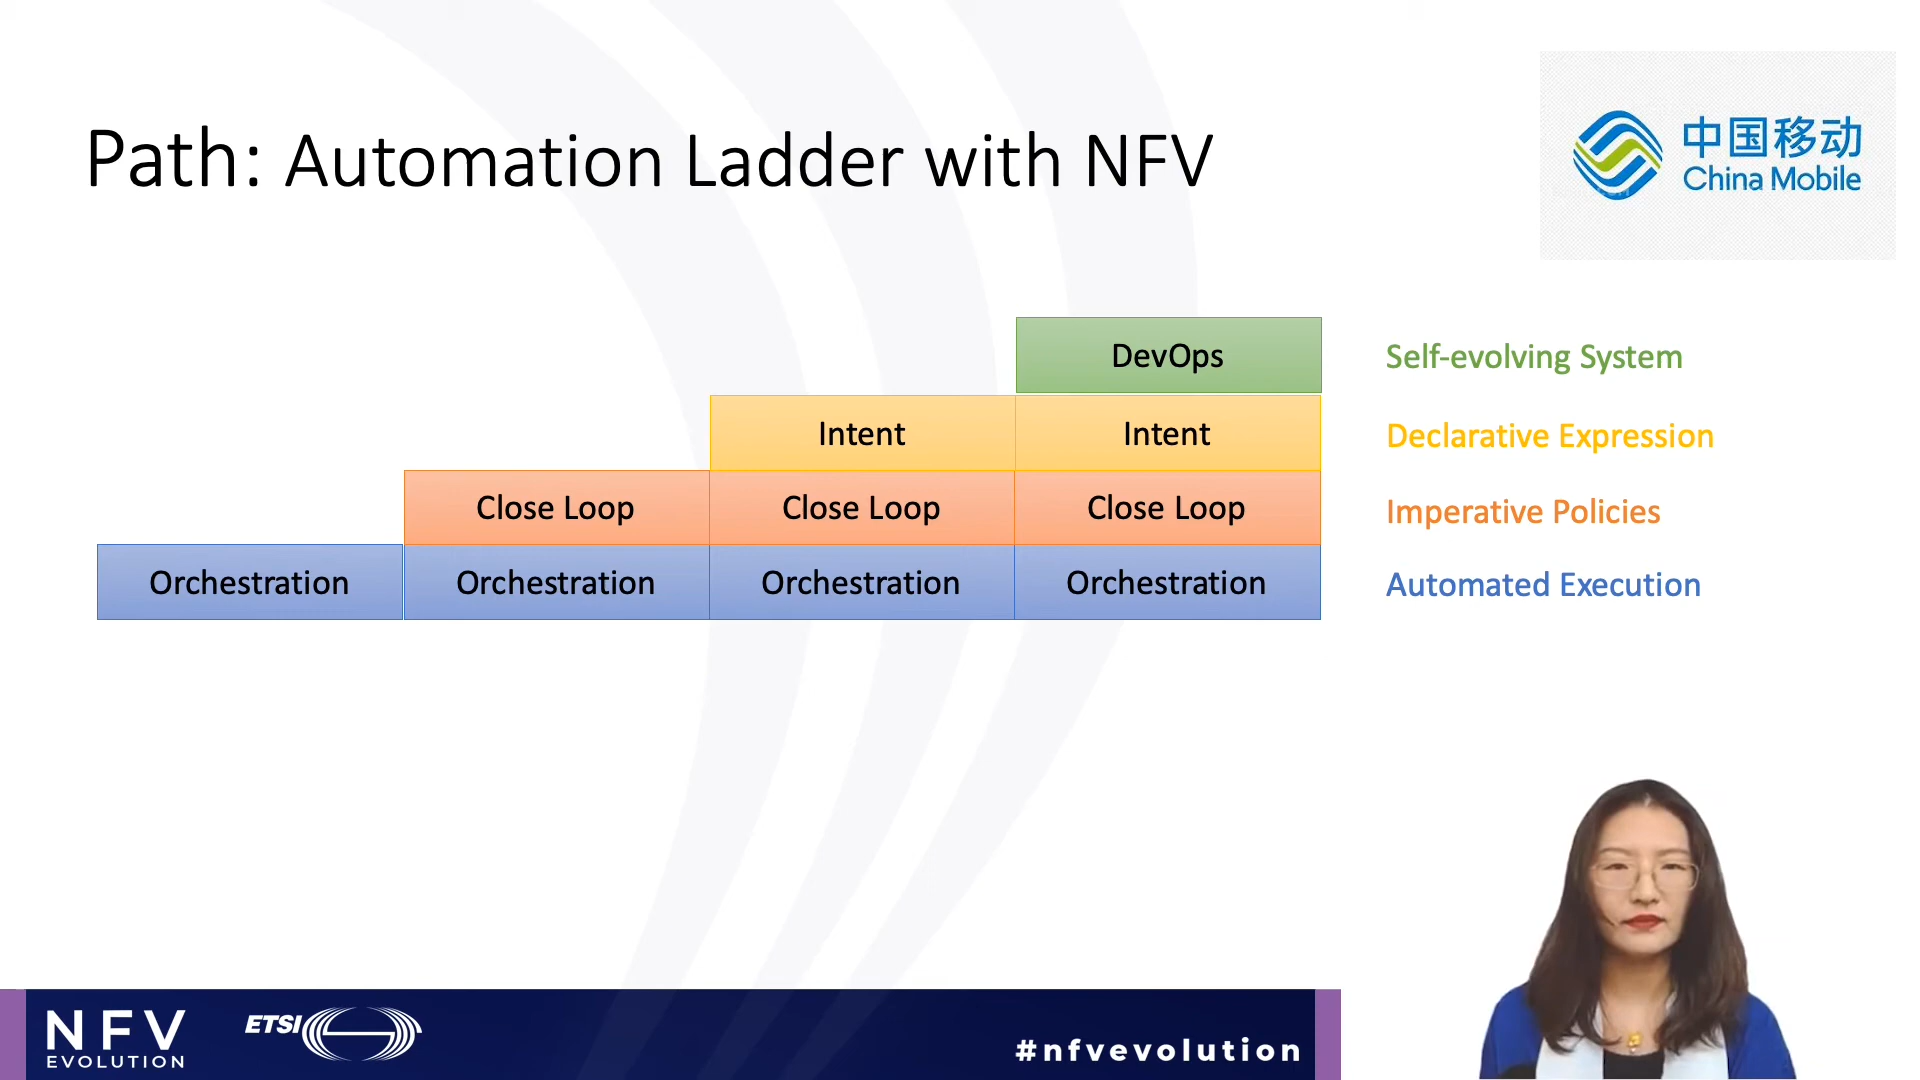 Path: Automation Ladder with NFV
中国移动
China Mobile
DevOps
Self-evolving System
Intent
Intent
Declarative Expression
Close Loop
Close Loop
Close Loop
Imperative Policies
Orchestration
Orchestration
Orchestration
Orchestration
Automated Execution
NFV
EVOLUTION
ETSI
#nfvevolution